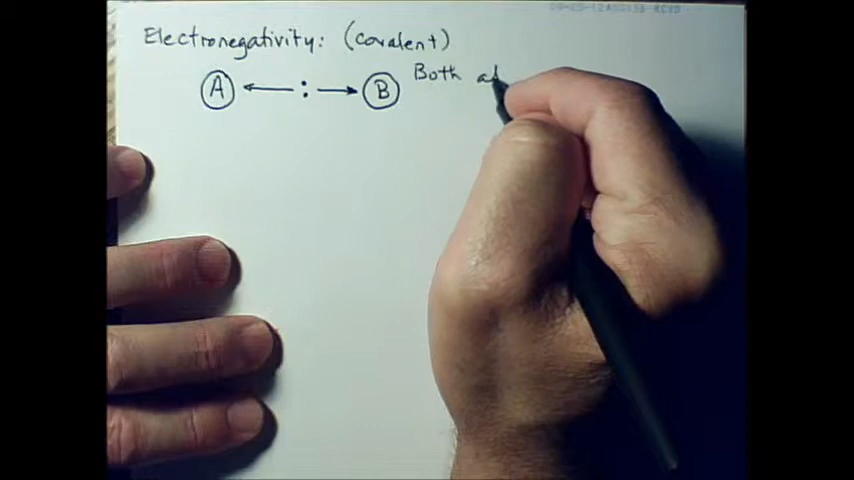 Electronegativity: (covalent)
A ← : → B Both